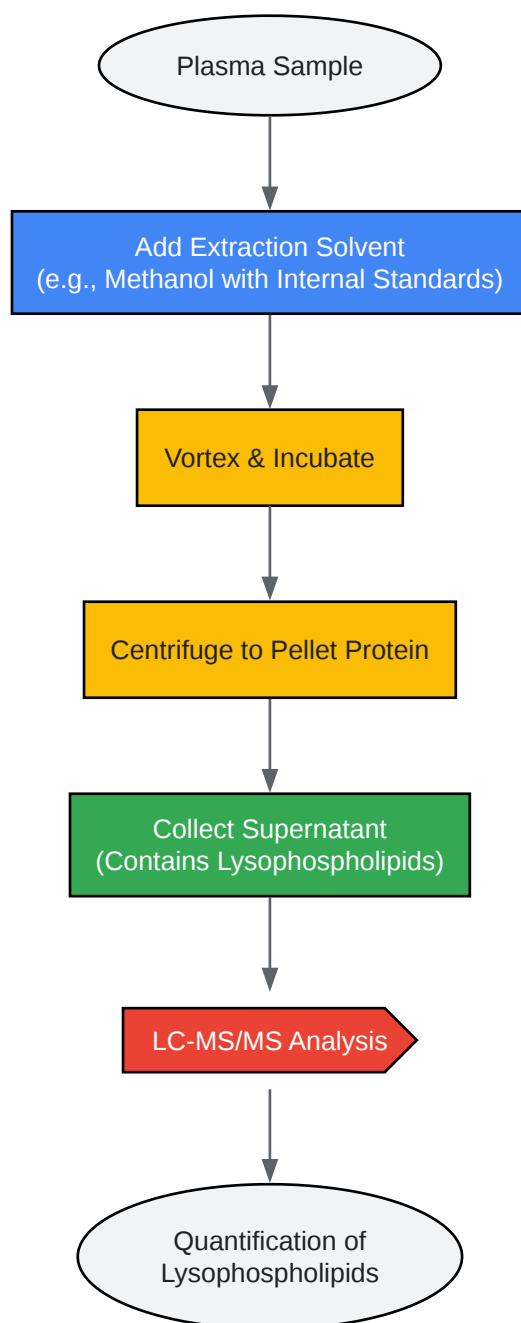 Plasma Sample
Add Extraction Solvent
(e.g., Methanol with Internal Standards)
Vortex & Incubate
Centrifuge to Pellet Protein
Collect Supernatant
(Contains Lysophospholipids)
LC-MS/MS Analysis
Quantification of
Lysophospholipids